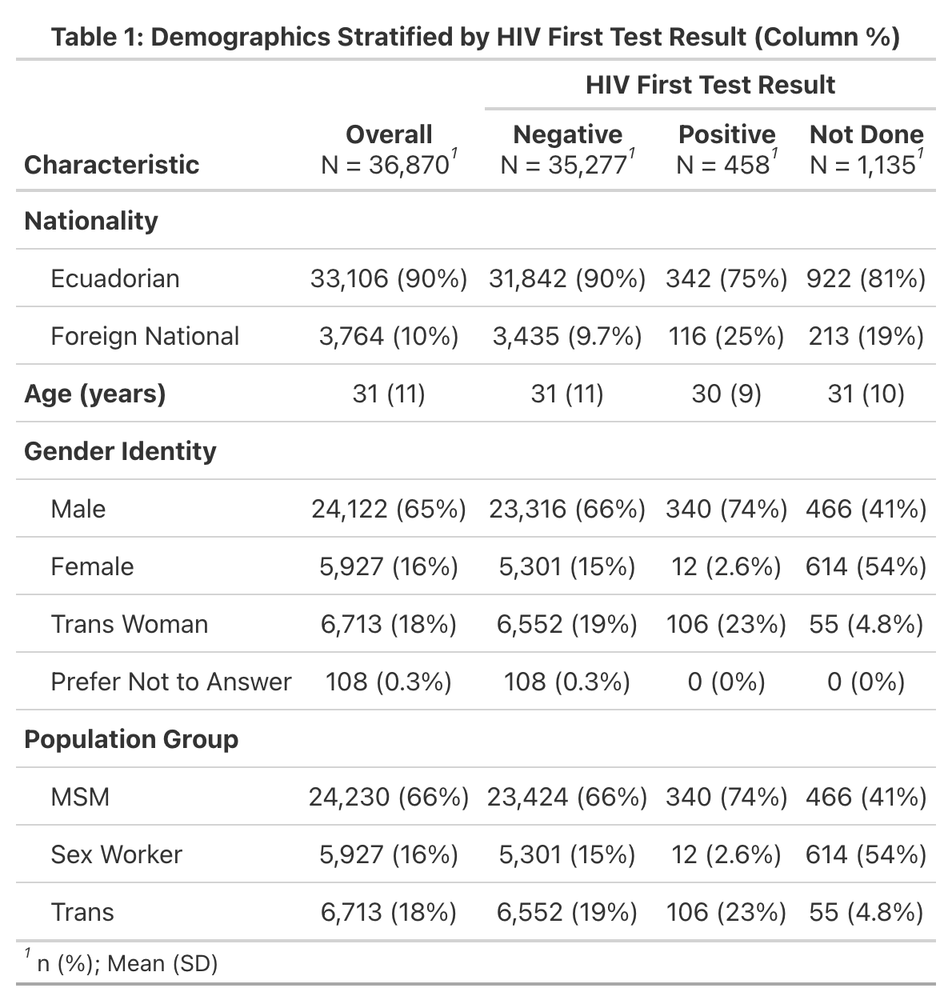 Table 1: Demographics Stratified by HIV First Test Result (Column %)
HIV First Test Result
Characteristic Overall N = 36,870¹ Negative N = 35,277¹ Positive N = 458¹ Not Done N = 1,135¹
Nationality
Ecuadorian 33,106 (90%) 31,842 (90%) 342 (75%) 922 (81%)
Foreign National 3,764 (10%) 3,435 (9.7%) 116 (25%) 213 (19%)
Age (years) 31 (11) 31 (11) 30 (9) 31 (10)
Gender Identity
Male 24,122 (65%) 23,316 (66%) 340 (74%) 466 (41%)
Female 5,927 (16%) 5,301 (15%) 12 (2.6%) 614 (54%)
Trans Woman 6,713 (18%) 6,552 (19%) 106 (23%) 55 (4.8%)
Prefer Not to Answer 108 (0.3%) 108 (0.3%) 0 (0%) 0 (0%)
Population Group
MSM 24,230 (66%) 23,424 (66%) 340 (74%) 466 (41%)
Sex Worker 5,927 (16%) 5,301 (15%) 12 (2.6%) 614 (54%)
Trans 6,713 (18%) 6,552 (19%) 106 (23%) 55 (4.8%)
¹ n (%); Mean (SD)